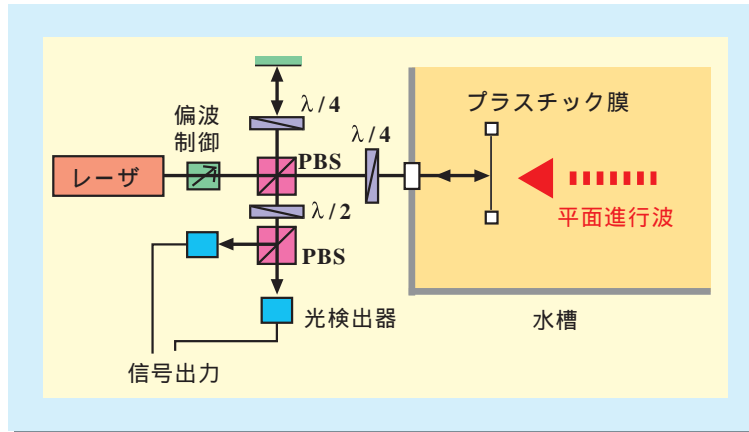 プラスチック膜
λ/4
偏波
制御
λ/4
PBS
レーザ
λ/2
平面進行波
PBS
光検出器
水槽
信号出力